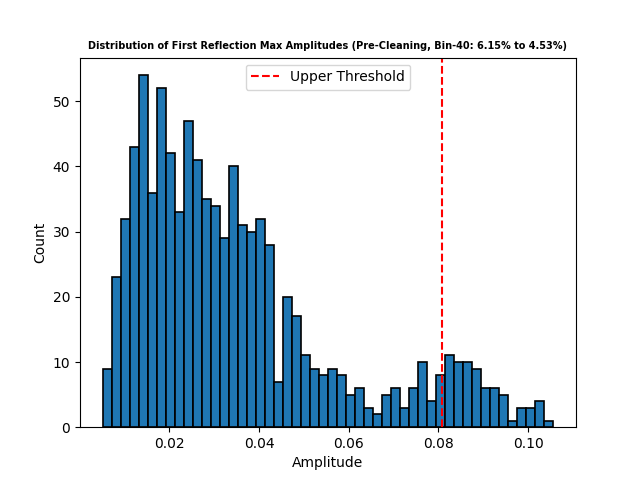 Distribution of First Reflection Max Amplitudes (Pre-Cleaning, Bin-40: 6.15% to 4.53%)
Upper Threshold
50
40
30
20
10
0
Count
0.02 0.04 0.06 0.08 0.10
Amplitude